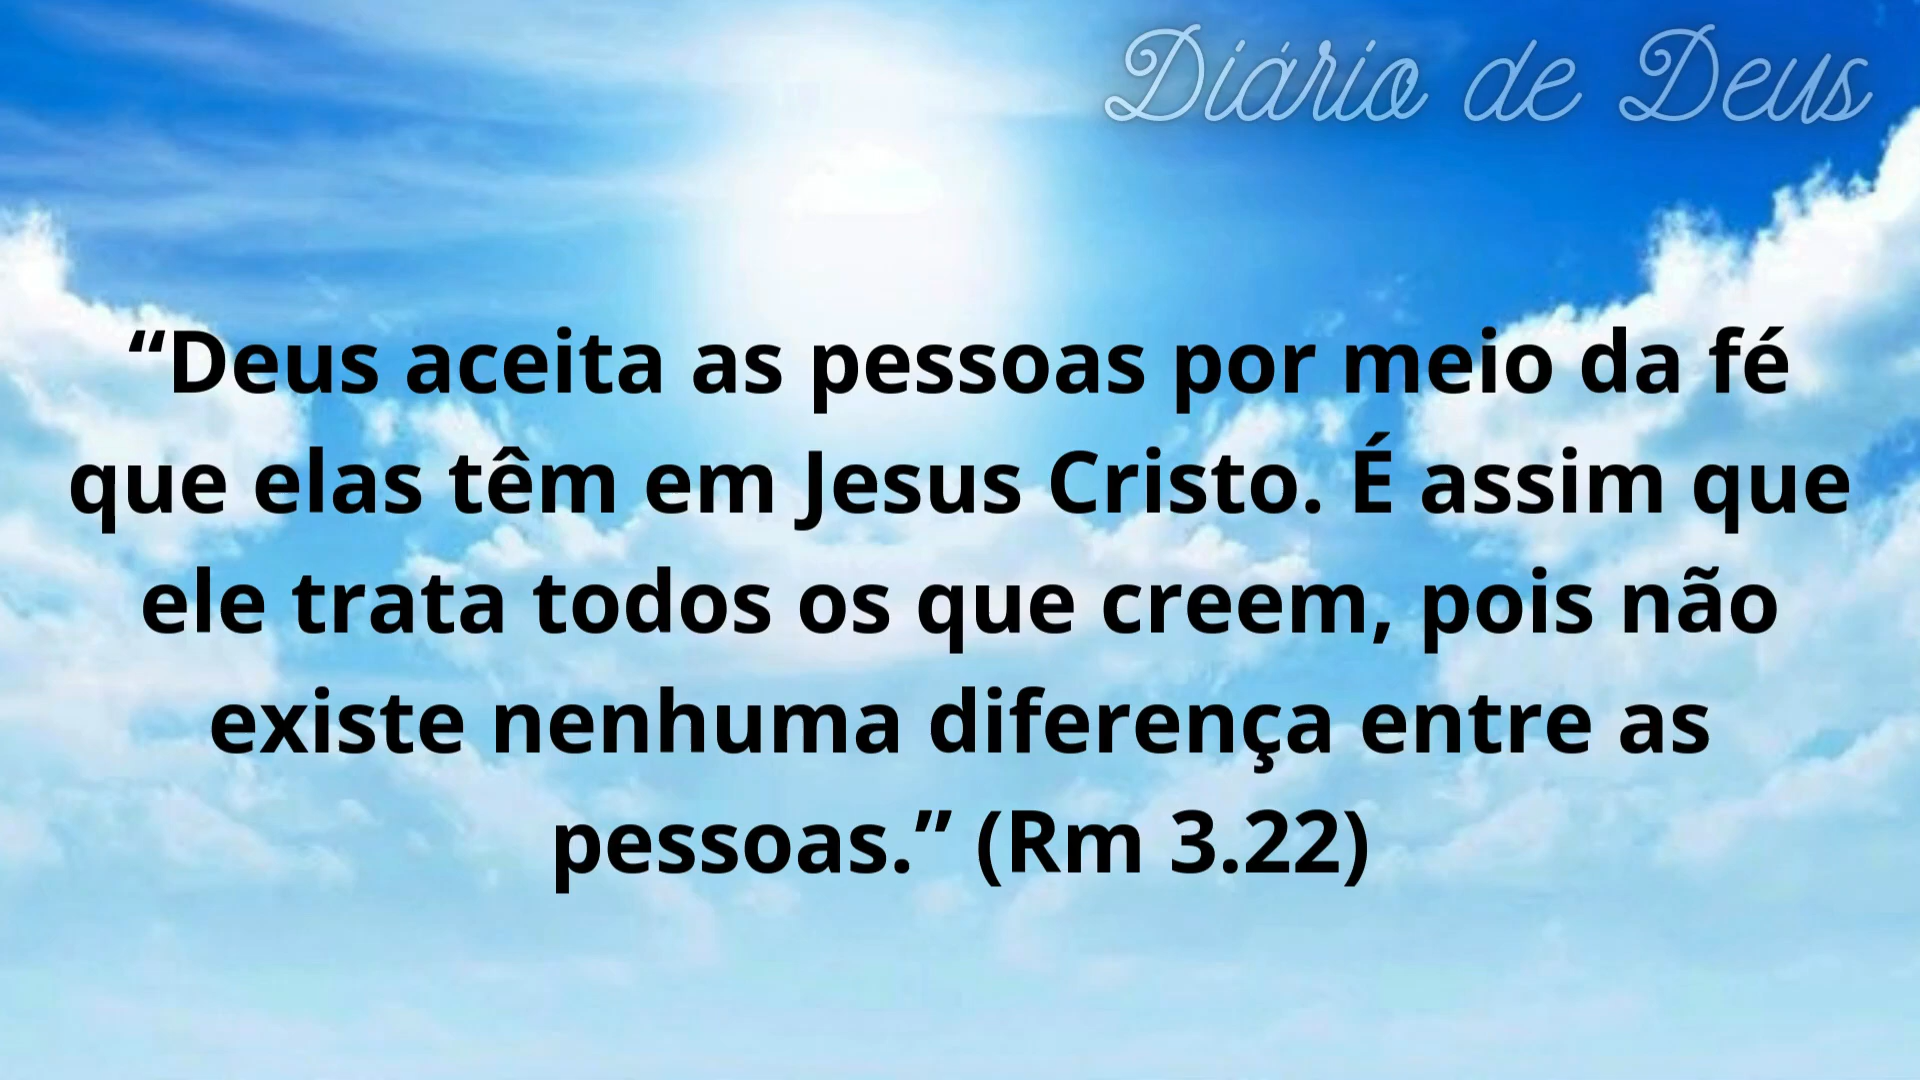 Diário de Deus
“Deus aceita as pessoas por meio da fé
que elas têm em Jesus Cristo. É assim que
ele trata todos os que creem, pois não
existe nenhuma diferença entre as
pessoas.” (Rm 3.22)